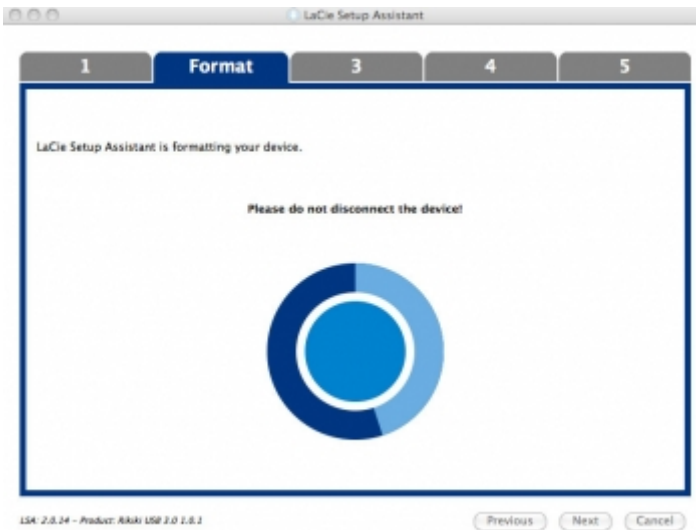 LaCie Setup Assistant
1 Format 3 4 5
LaCie Setup Assistant is formatting your device.
Please do not disconnect the device!
LSA: 2.0.14 - Product: Rikiki USB 3.0 1.0.1
Previous Next Cancel